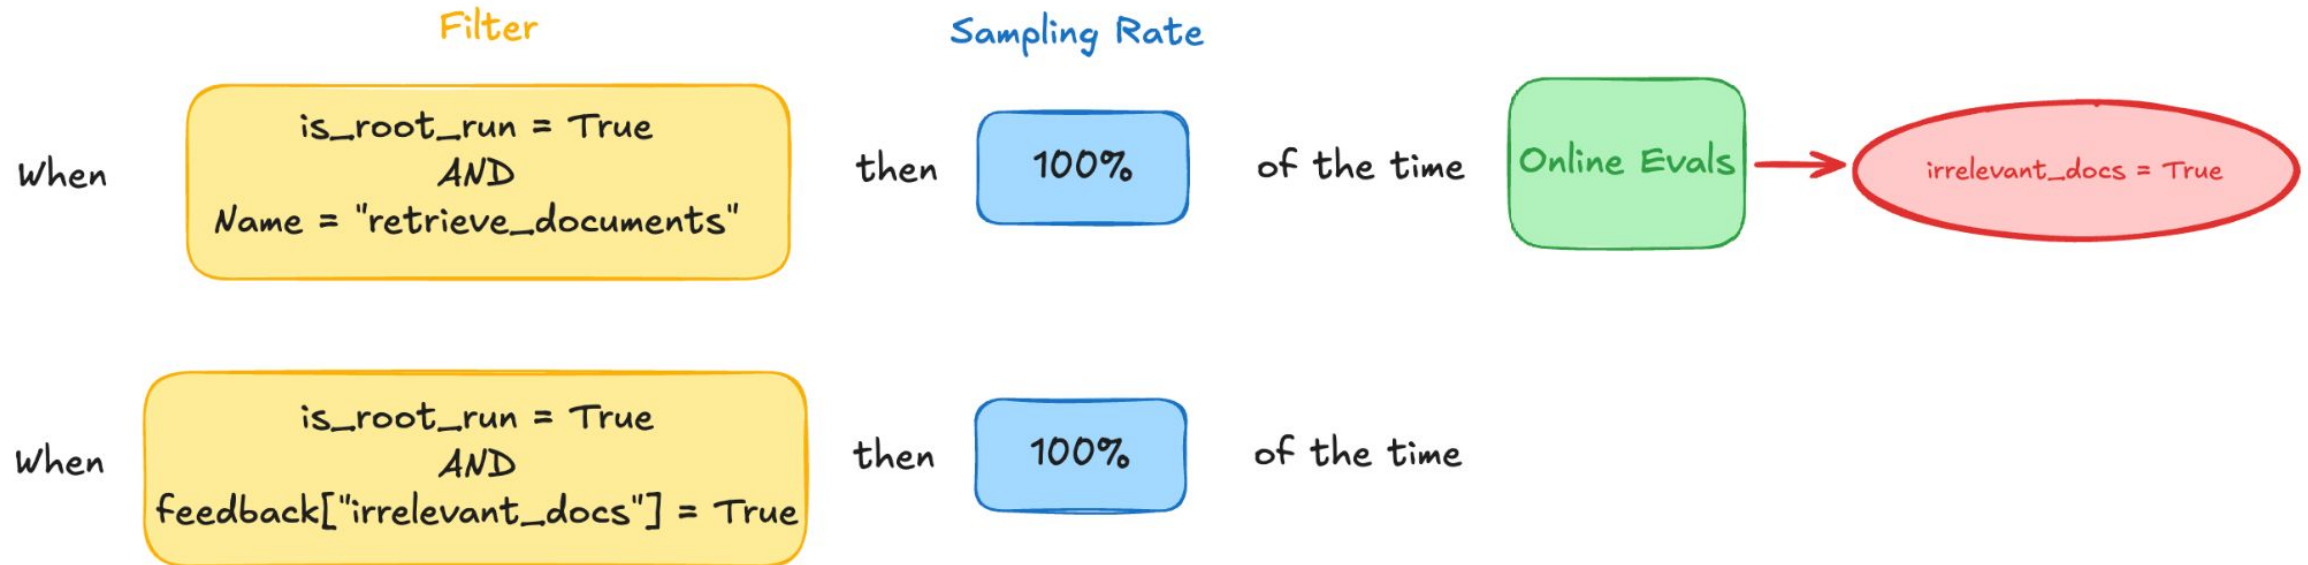 Filter
Sampling Rate
When
is_root_run = True
AND
Name = "retrieve_documents"
then
100%
of the time
Online Evals
irrelevant_docs = True
When
is_root_run = True
AND
feedback["irrelevant_docs"] = True
then
100%
of the time